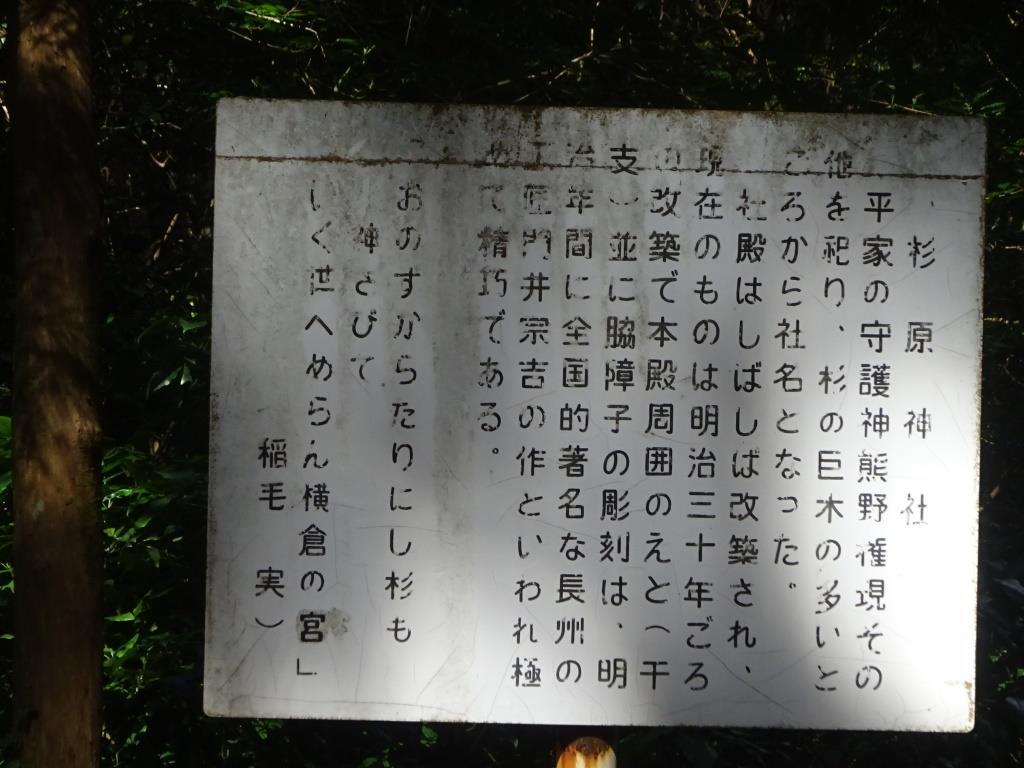 杉原神社
平家の守護神熊野権現その
他を祀り、杉の巨木の多いと
ころから社名となった。
社殿はしばしば改築され、
現在のものは明治三十年ごろ
の改築で本殿周囲のえと(干
支)並に脇障子の彫刻は、明
治年間に全国的著名な長州の
工匠門井宗吉の作といわれ極
めて精巧である。
「おのすからたりにし杉も
神さびて
いく世へめらん横倉の宮」
稲毛 実)